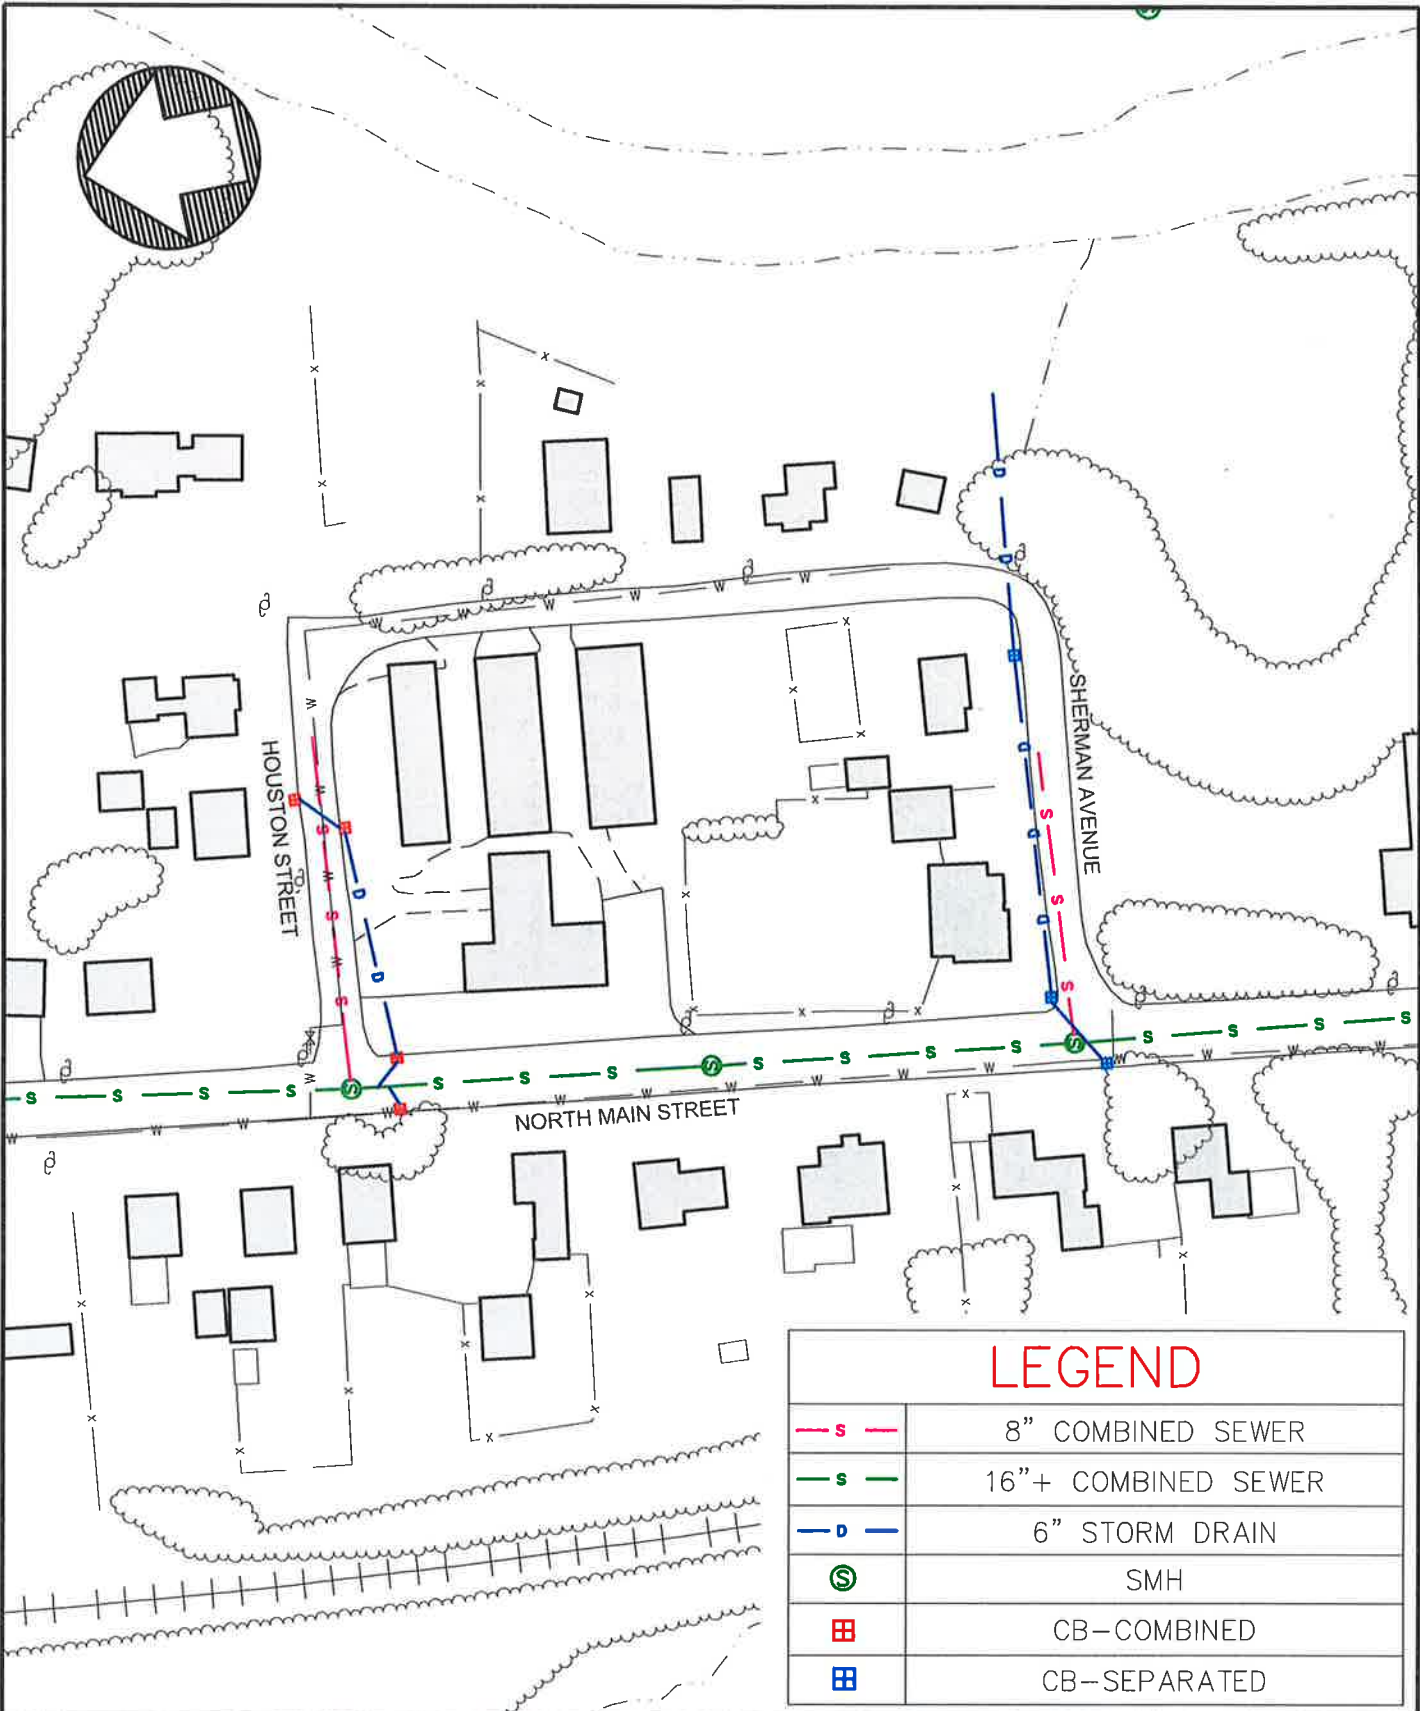 HOUSTON STREET
SHERMAN AVENUE
NORTH MAIN STREET
LEGEND
S 8" COMBINED SEWER
S 16"+ COMBINED SEWER
D 6" STORM DRAIN
S SMH
CB-COMBINED
CB-SEPARATED